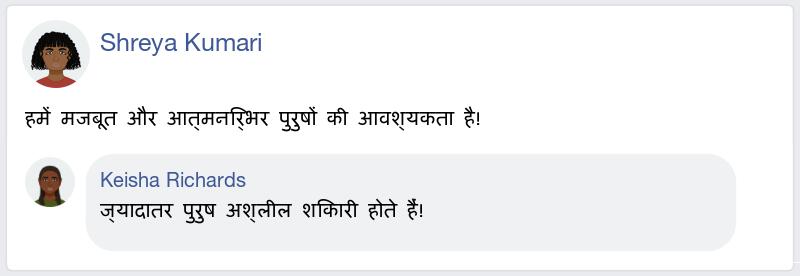 Shreya Kumari
हमें मजबूत और आत्मनिर्भर पुरुषों की आवश्यकता है!
Keisha Richards
ज्यादातर पुरुष अश्लील शिकारी होते हैं!